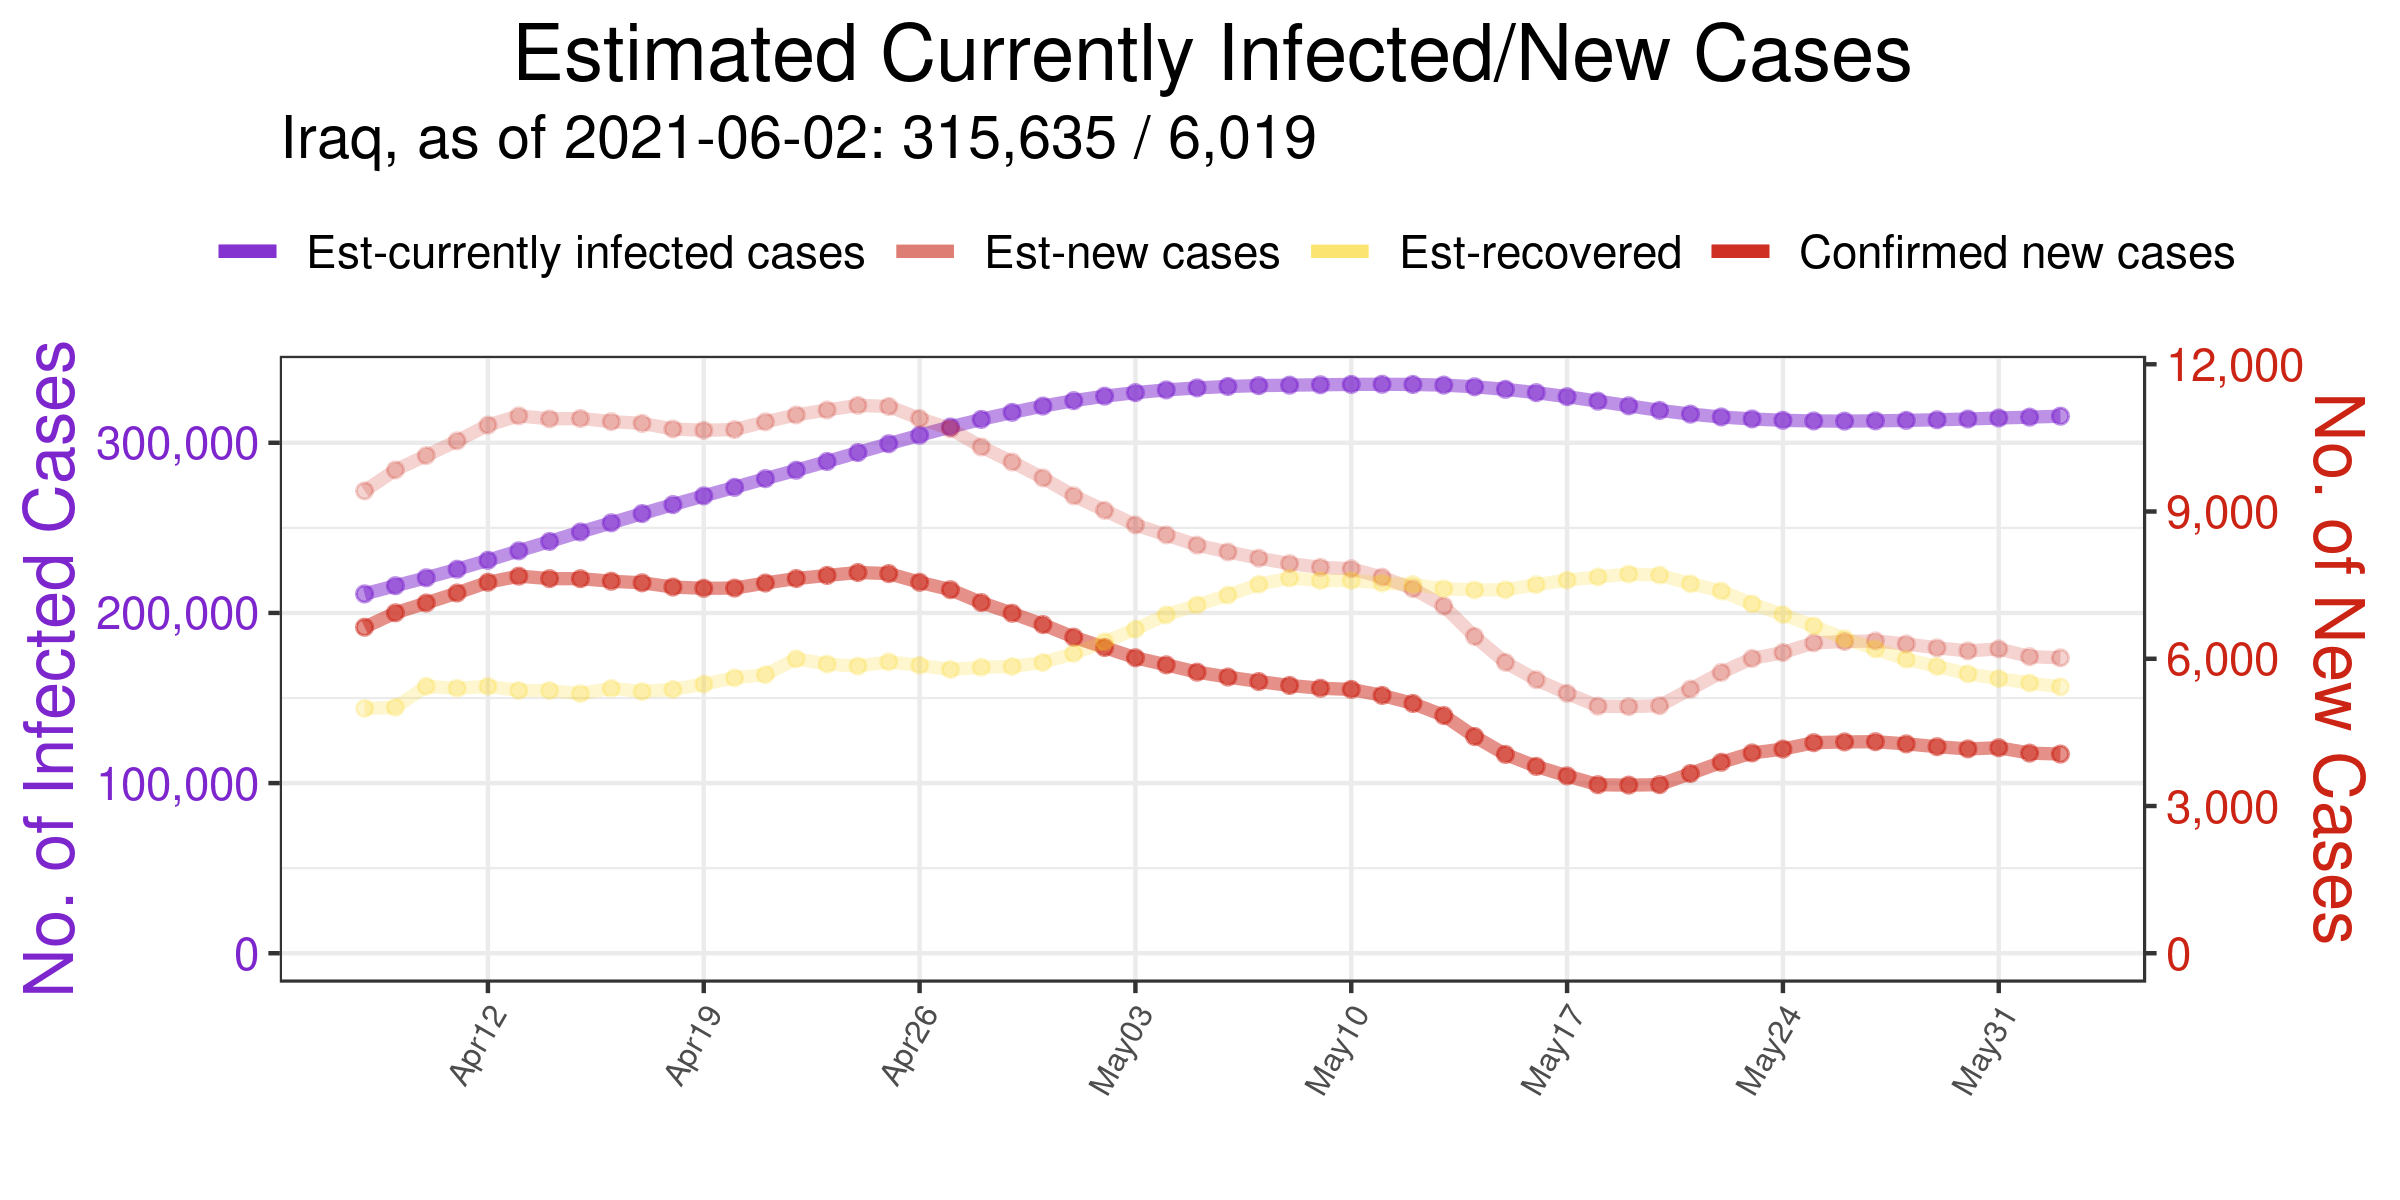 Estimated Currently Infected/New Cases
Iraq, as of 2021-06-02: 315,635 / 6,019
Est-currently infected cases Est-new cases Est-recovered Confirmed new cases
No. of Infected Cases
300,000
200,000
100,000
0
12,000
9,000
6,000
3,000
0
No. of New Cases
Apr12 Apr19 Apr26 May03 May10 May17 May24 May31